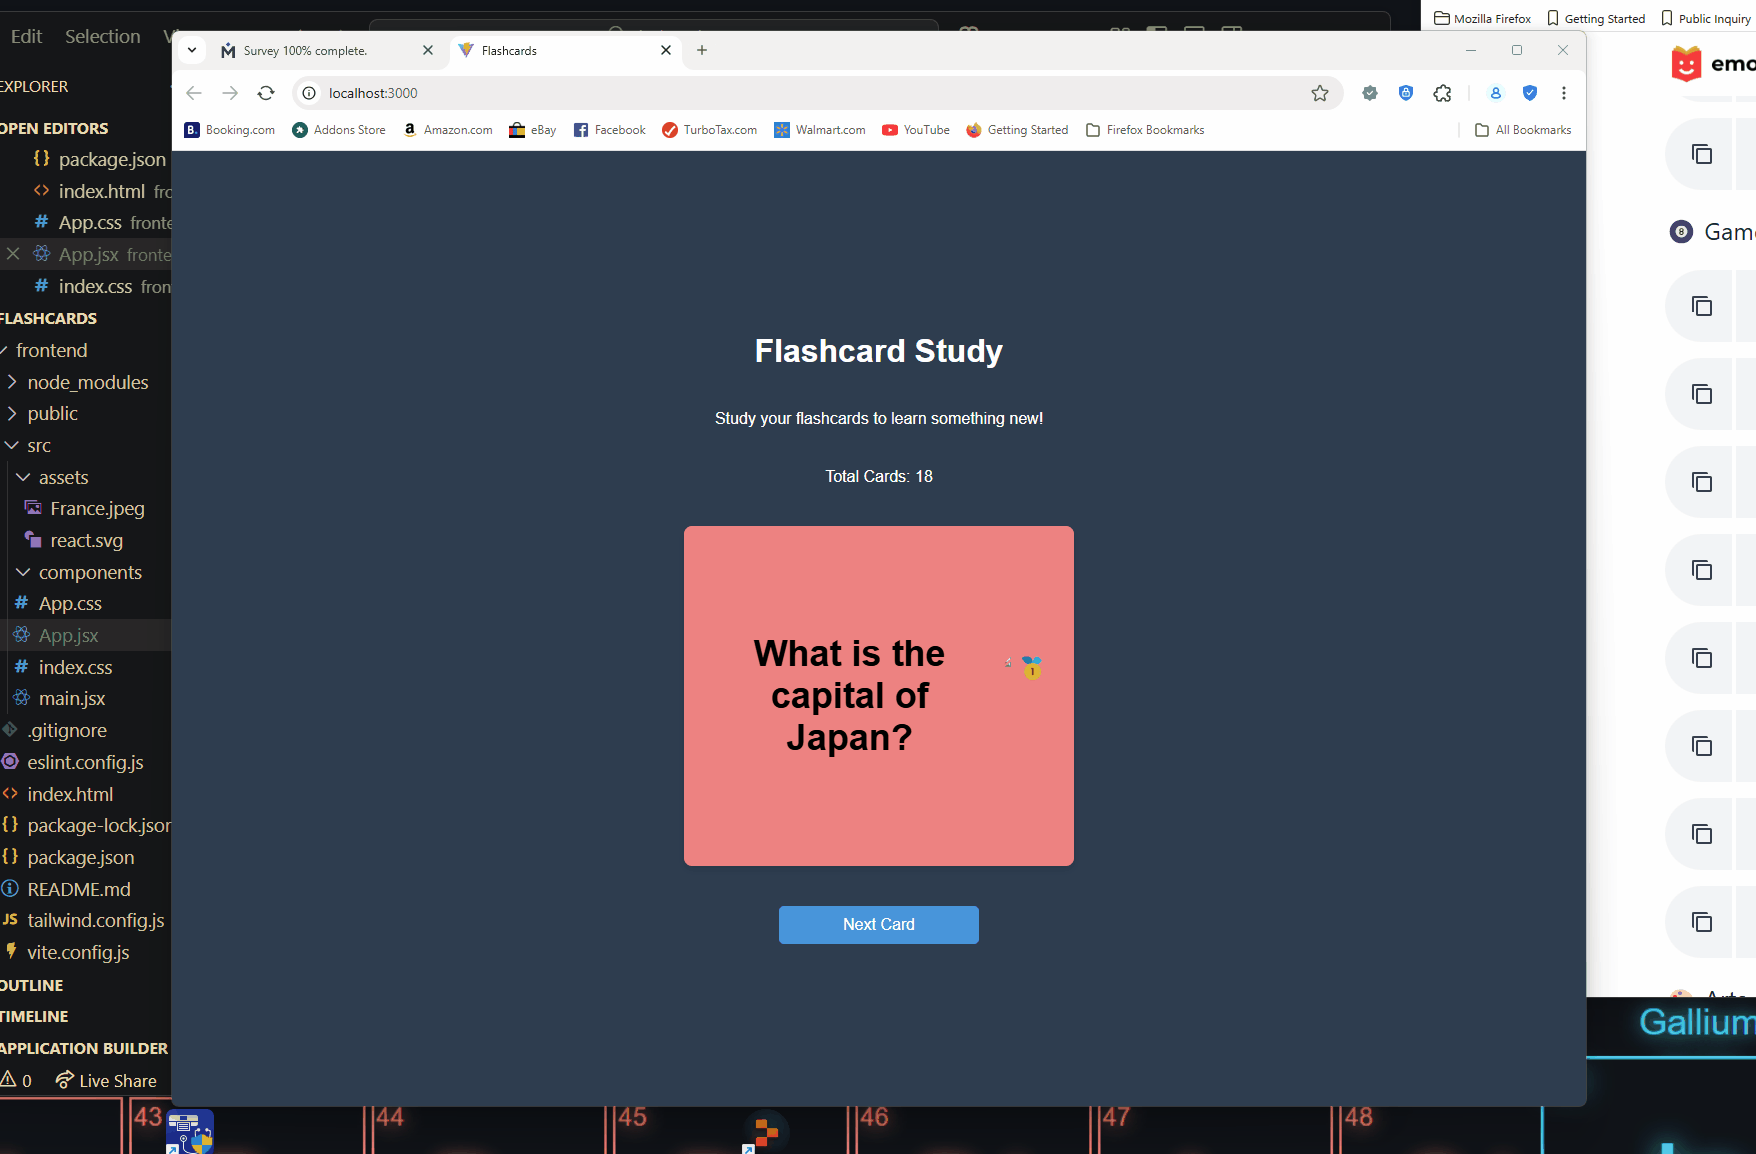 Edit Selection
Mozilla Firefox Getting Started Public Inquiry
Survey 100% complete.
Flashcards
localhost:3000
Booking.com Addons Store Amazon.com eBay Facebook TurboTax.com Walmart.com YouTube Getting Started Firefox Bookmarks All Bookmarks
EXPLORER
OPEN EDITORS
package.json
index.html
App.css fronte
App.jsx fronte
index.css fron
FLASHCARDS
frontend
node_modules
public
src
assets
France.jpeg
react.svg
components
App.css
App.jsx
index.css
main.jsx
.gitignore
eslint.config.js
index.html
package-lock.json
package.json
README.md
tailwind.config.js
vite.config.js
OUTLINE
TIMELINE
APPLICATION BUILDER
0 Live Share
Flashcard Study
Study your flashcards to learn something new!
Total Cards: 18
What is the
capital of
Japan?
1
Next Card
emo
8
Game
Gallium
43 44 45 46 47 48